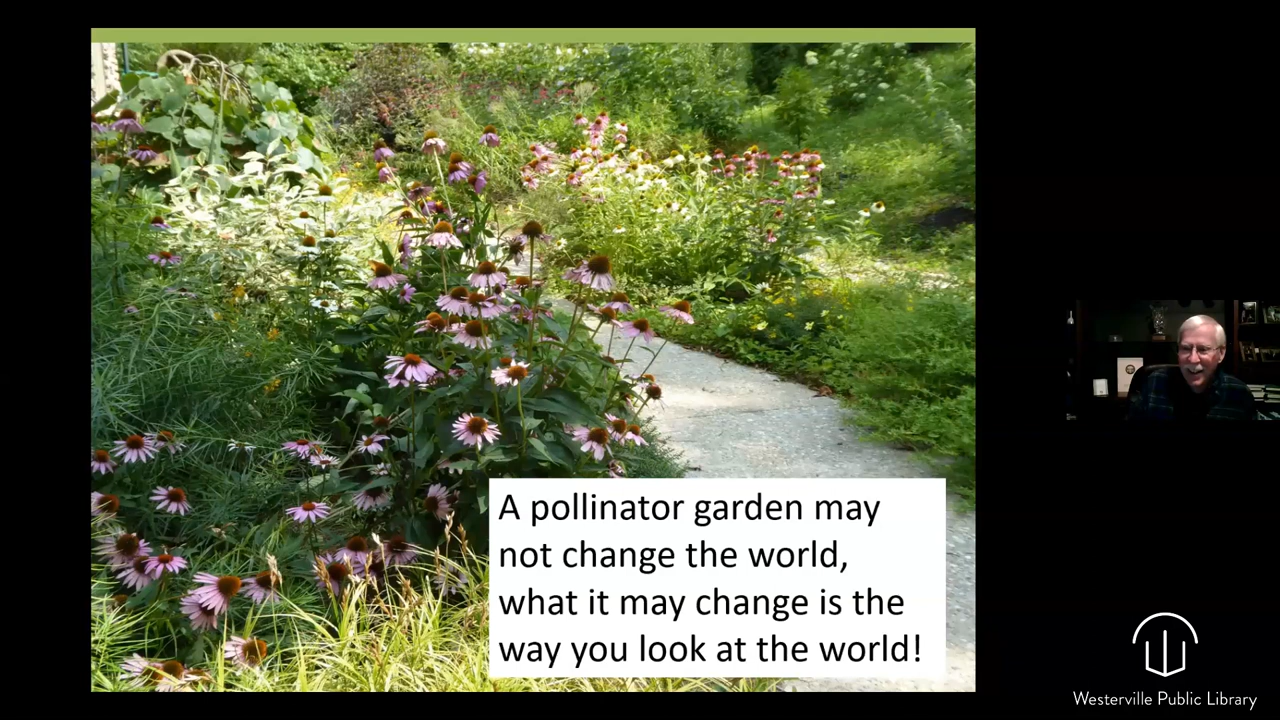 A pollinator garden may
not change the world,
what it may change is the
way you look at the world!
Westerville Public Library